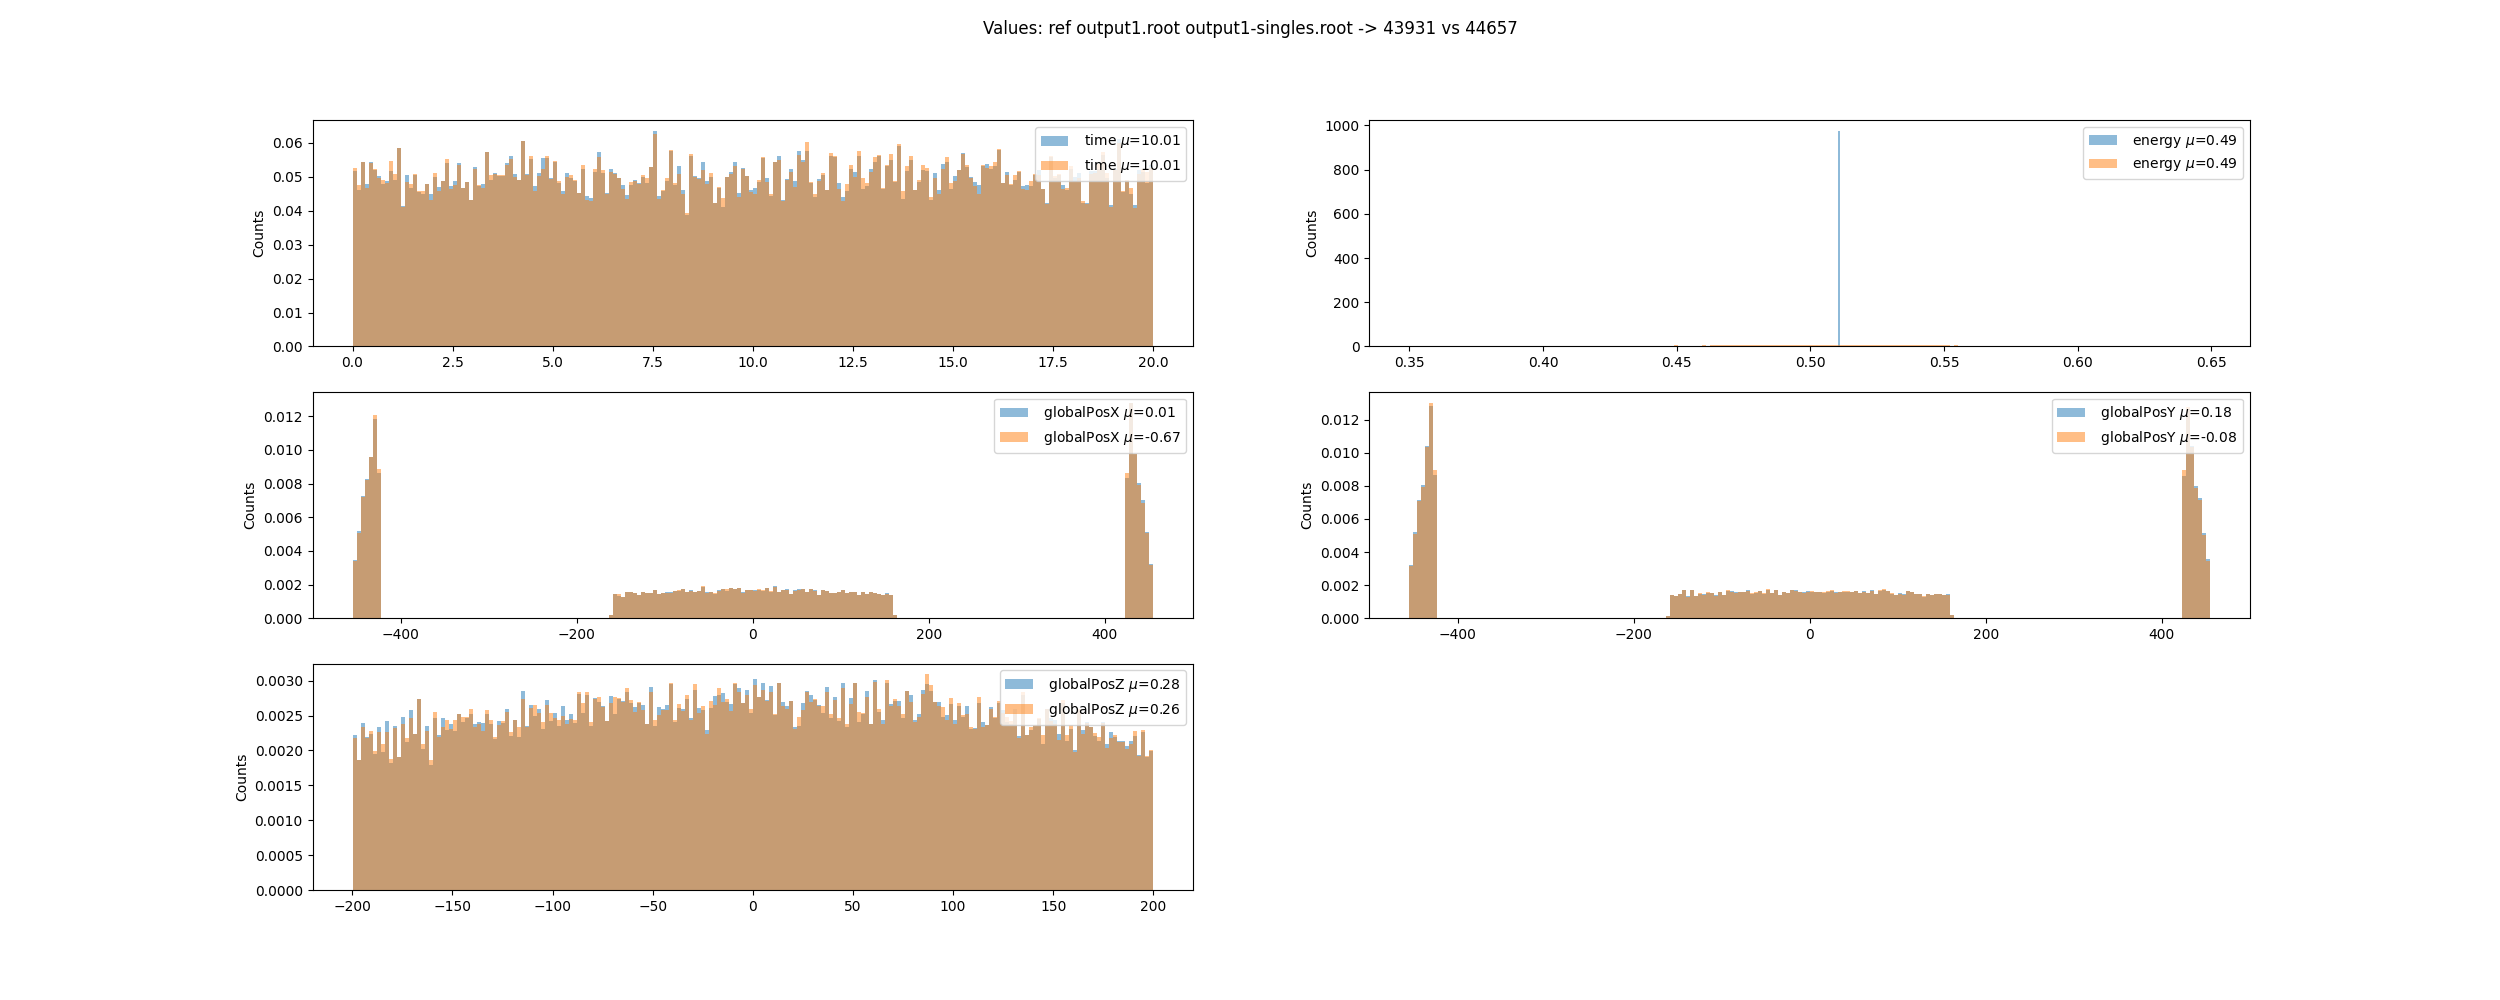 Values: ref output1.root output1-singles.root -> 43931 vs 44657
time μ=10.01
time μ=10.01
Counts
0.06
0.05
0.04
0.03
0.02
0.01
0.00
0.0 2.5 5.0 7.5 10.0 12.5 15.0 17.5 20.0
energy μ=0.49
energy μ=0.49
Counts
1000
800
600
400
200
0
0.35 0.40 0.45 0.50 0.55 0.60 0.65
globalPosX μ=0.01
globalPosX μ=-0.67
Counts
0.012
0.010
0.008
0.006
0.004
0.002
0.000
−400 −200 0 200 400
globalPosY μ=0.18
globalPosY μ=-0.08
Counts
0.012
0.010
0.008
0.006
0.004
0.002
0.000
−400 −200 0 200 400
globalPosZ μ=0.28
globalPosZ μ=0.26
Counts
0.0030
0.0025
0.0020
0.0015
0.0010
0.0005
0.0000
−200 −150 −100 −50 0 50 100 150 200